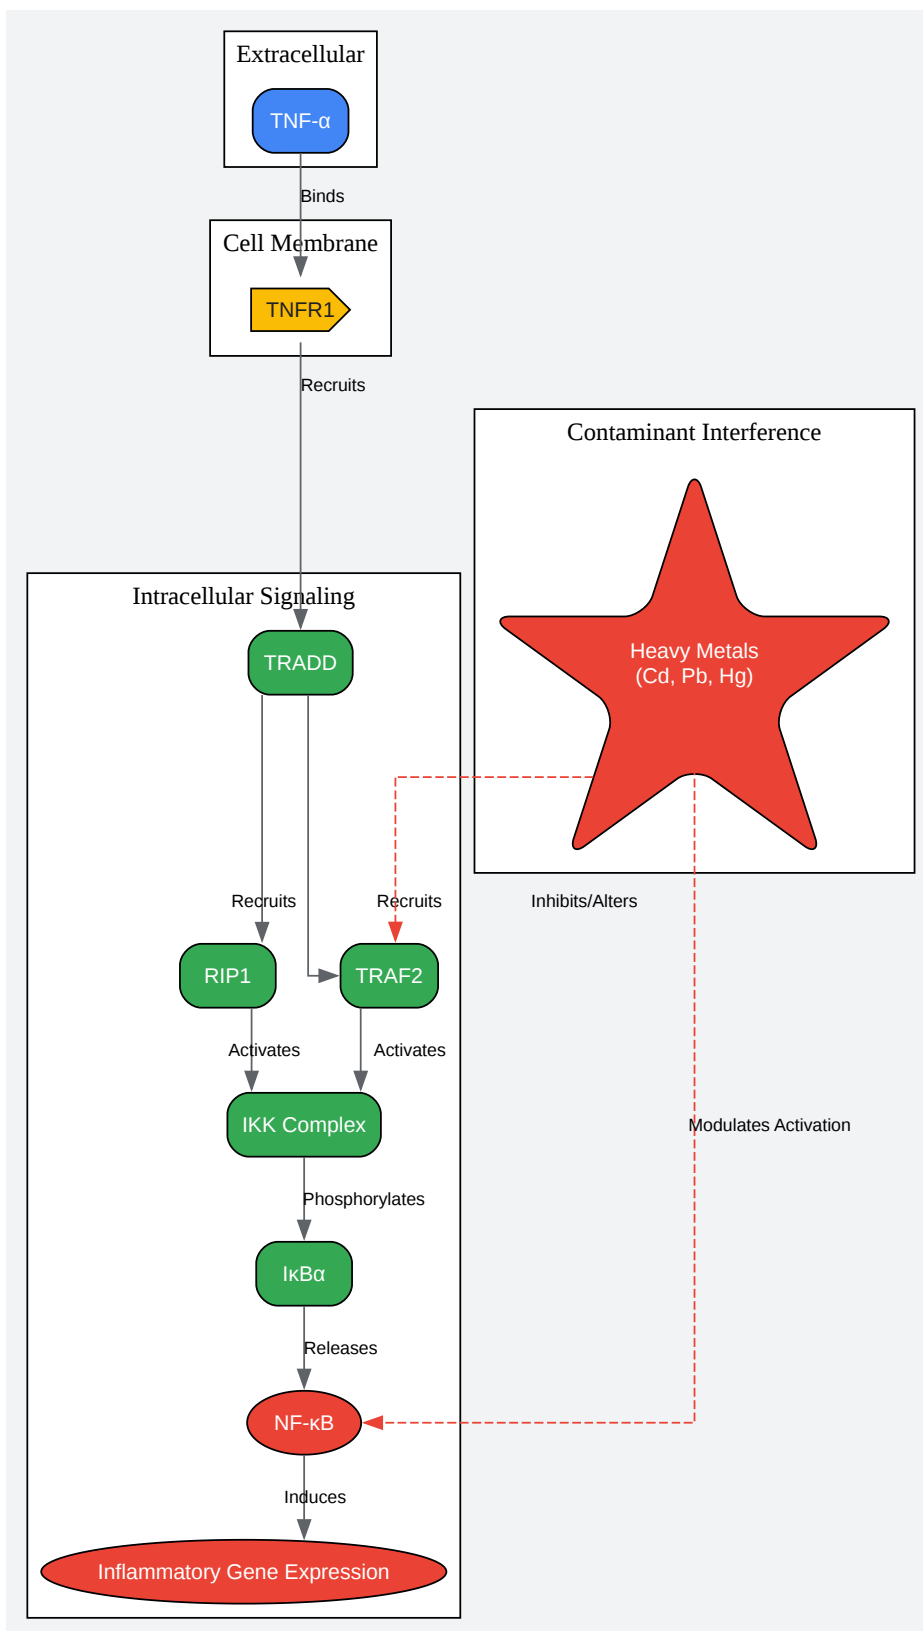 Extracellular
TNF-α
Binds
Cell Membrane
TNFR1
Recruits
Contaminant Interference
Heavy Metals
(Cd, Pb, Hg)
Intracellular Signaling
TRADD
Recruits
Recruits
Inhibits/Alters
RIP1
TRAF2
Activates
Activates
IKK Complex
Modulates Activation
Phosphorylates
IκBα
Releases
NF-κB
Induces
Inflammatory Gene Expression